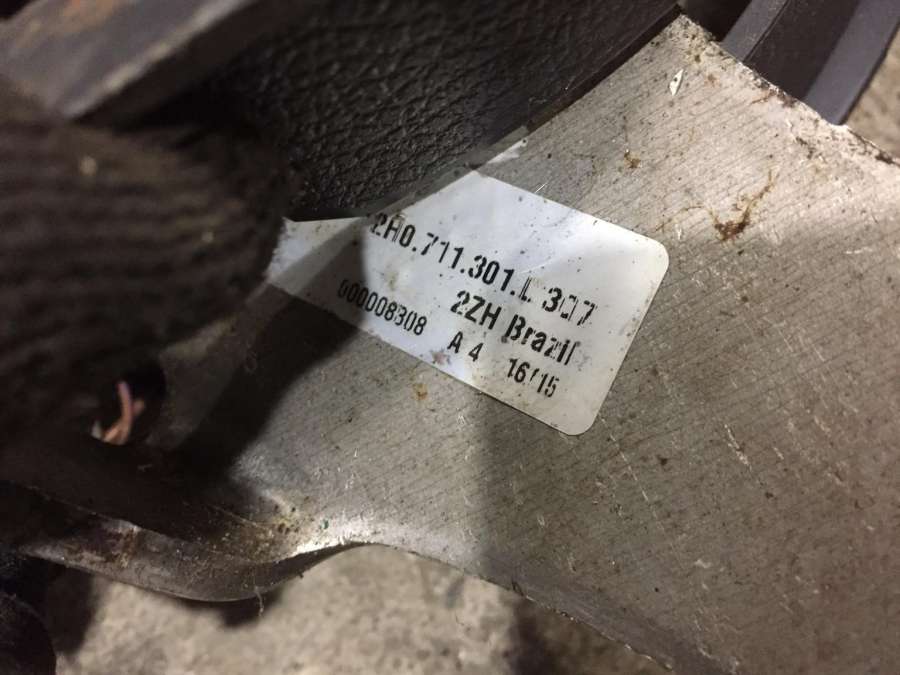 2H0.711.301.L 307
2ZH Brazil
000008308 A 4 16/15